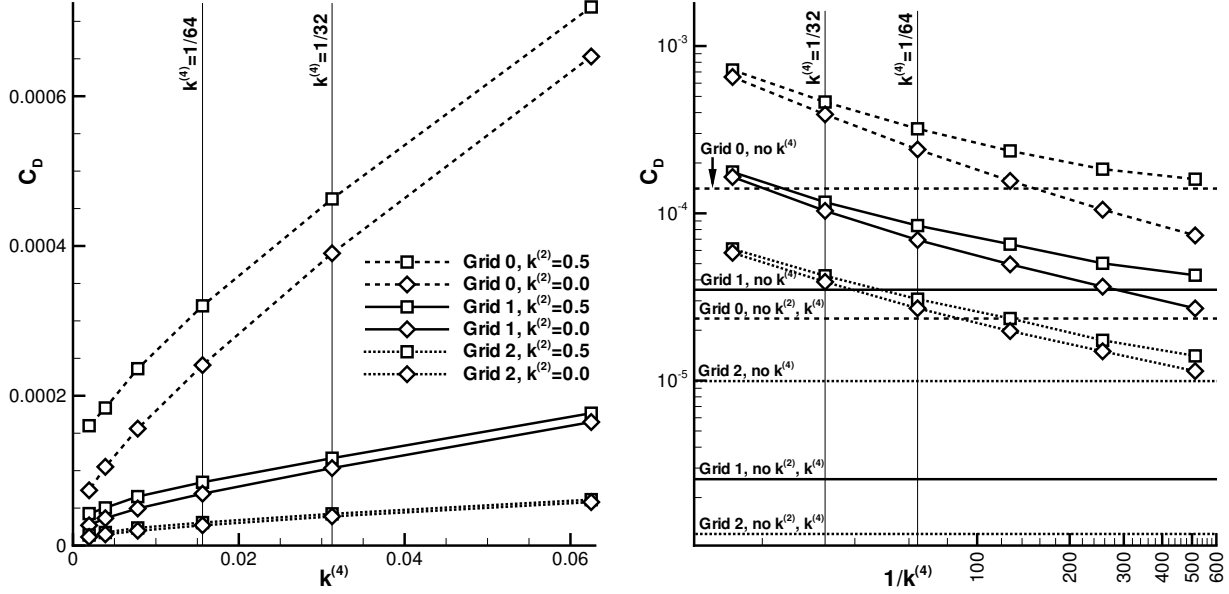 k^(4)=1/64
k^(4)=1/32
0.0006
C_D
0.0004
0.0002
0
0
0.02
0.04
0.06
k^(4)
Grid 0, k^(2)=0.5
Grid 0, k^(2)=0.0
Grid 1, k^(2)=0.5
Grid 1, k^(2)=0.0
Grid 2, k^(2)=0.5
Grid 2, k^(2)=0.0
k^(4)=1/32
k^(4)=1/64
10^-3
C_D
10^-4
10^-5
Grid 0, no k^(4)
Grid 1, no k^(4)
Grid 0, no k^(2), k^(4)
Grid 2, no k^(4)
Grid 1, no k^(2), k^(4)
Grid 2, no k^(2), k^(4)
100
200
300
400
500
600
1/k^(4)